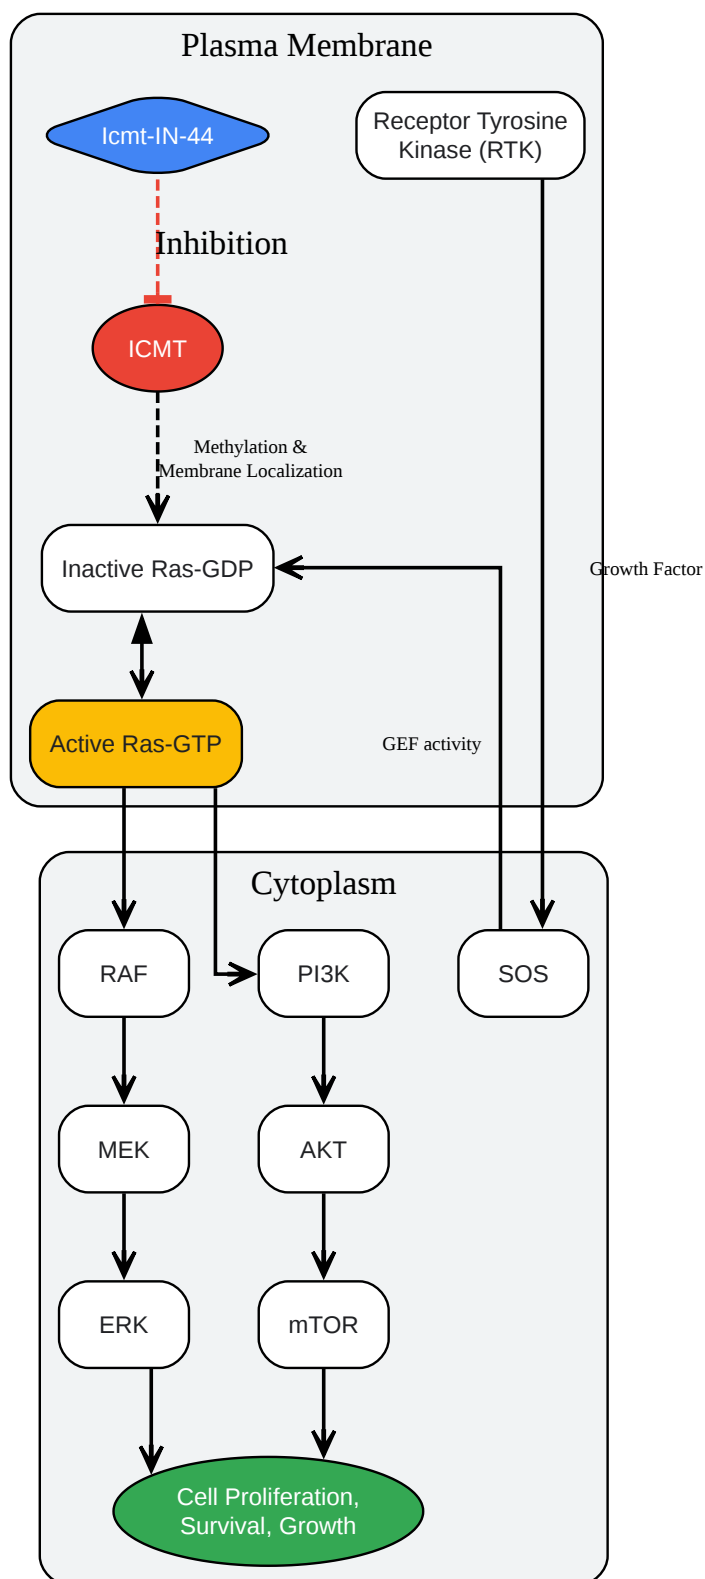 Plasma Membrane
Icmt-IN-44
Receptor Tyrosine
Kinase (RTK)
Inhibition
ICMT
Methylation &
Membrane Localization
Inactive Ras-GDP
Growth Factor
Active Ras-GTP
GEF activity
Cytoplasm
RAF
PI3K
SOS
MEK
AKT
ERK
mTOR
Cell Proliferation,
Survival, Growth